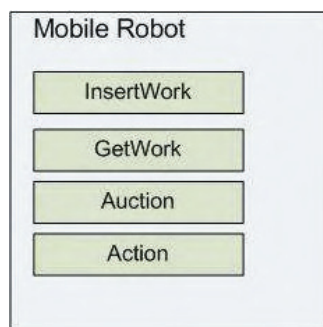 Mobile Robot
InsertWork
GetWork
Auction
Action